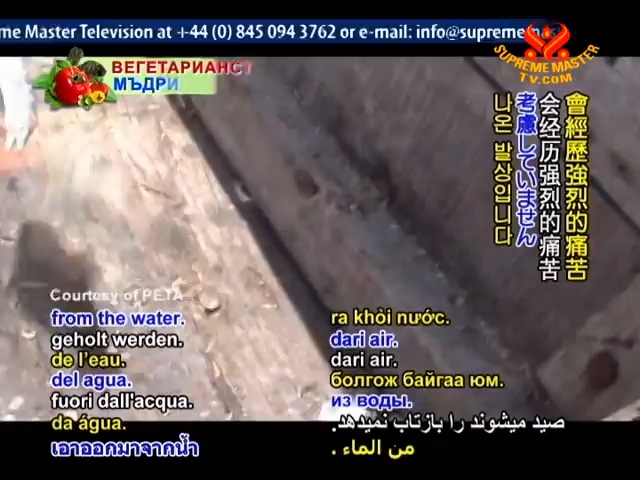 me Master Television at +44 (0) 845 094 3762 or e-mail: info@suprememas
SUPREME MASTER
TV.COM
ВЕГЕТАРИАНСТ
МЪДРИ
會經歷強烈的痛苦
会经历强烈的痛苦
考慮していません
나온 발상입니다
Courtesy of PETA
from the water.
geholt werden.
de l'eau.
del agua.
fuori dall'acqua.
da água.
เอาออกมาจากน้ำ
ra khỏi nước.
dari air.
dari air.
болгож байгаа юм.
из воды.
صید میشوند را بازتاب نمیدهد.
من الماء .